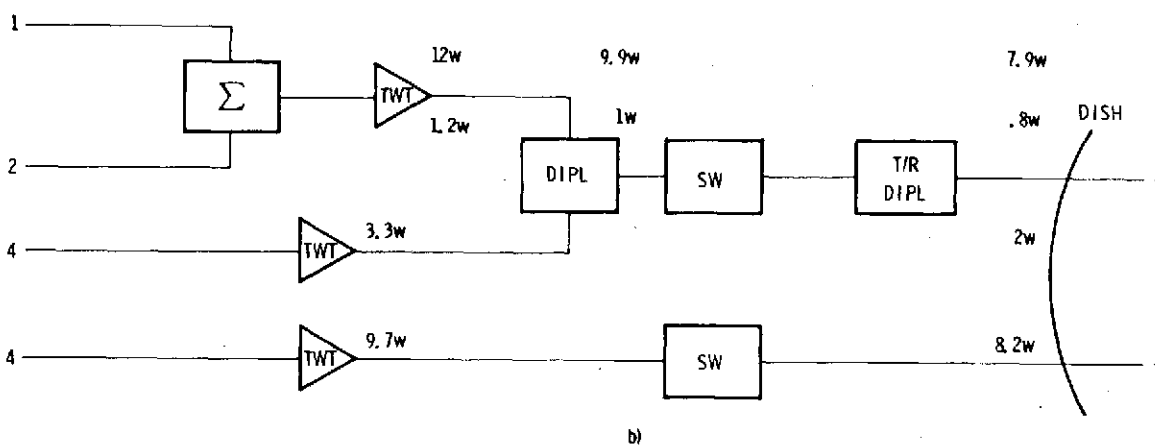 1
12w
9.9w
7.9w
Σ
TWT
1.2w
1w
.8w
DISH
2
DIPL
SW
T/R
DIPL
4
TWT
3.3w
2w
4
TWT
9.7w
SW
8.2w
b)